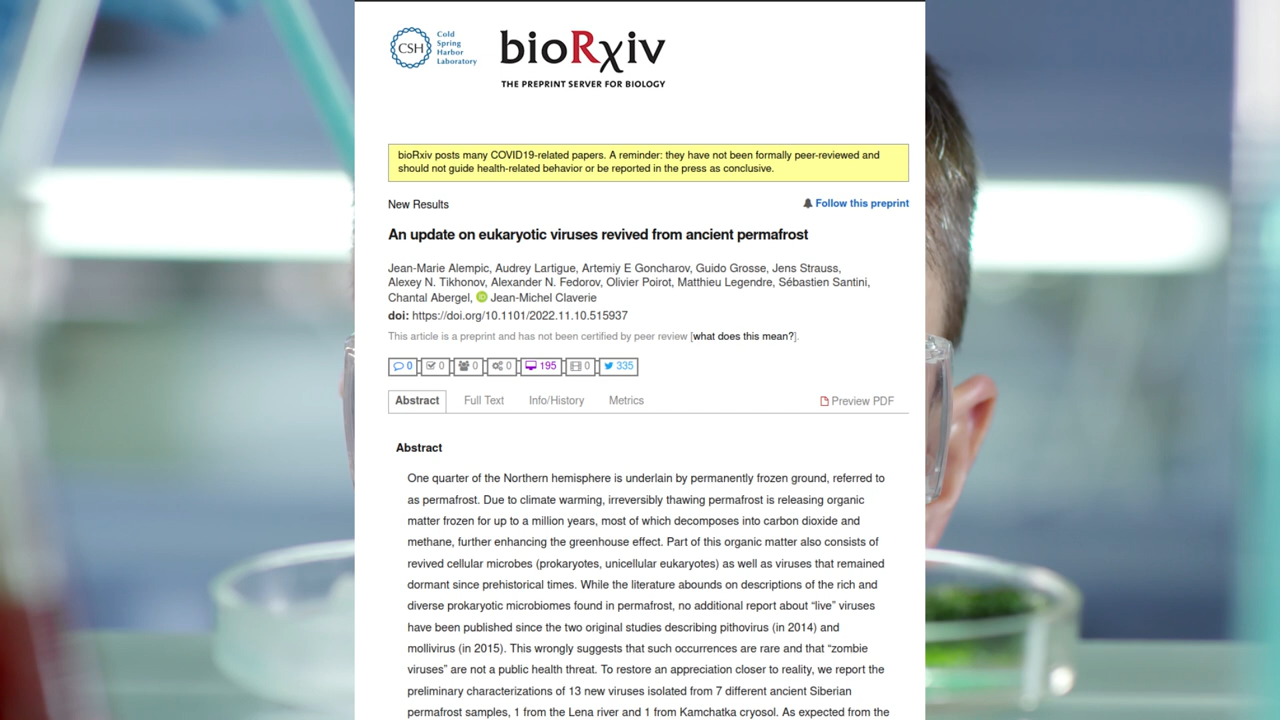 CSH
Cold
Spring
Harbor
Laboratory
bioRxiv
THE PREPRINT SERVER FOR BIOLOGY
bioRxiv posts many COVID19-related papers. A reminder: they have not been formally peer-reviewed and
should not guide health-related behavior or be reported in the press as conclusive.
New Results
Follow this preprint
An update on eukaryotic viruses revived from ancient permafrost
Jean-Marie Alempic, Audrey Lartigue, Artemiy E Goncharov, Guido Grosse, Jens Strauss,
Alexey N. Tikhonov, Alexander N. Fedorov, Olivier Poirot, Matthieu Legendre, Sébastien Santini,
Chantal Abergel, iD Jean-Michel Claverie
doi: https://doi.org/10.1101/2022.11.10.515937
This article is a preprint and has not been certified by peer review [what does this mean?].
0 0 0 0 195 0 335
Abstract Full Text Info/History Metrics Preview PDF
Abstract
One quarter of the Northern hemisphere is underlain by permanently frozen ground, referred to
as permafrost. Due to climate warming, irreversibly thawing permafrost is releasing organic
matter frozen for up to a million years, most of which decomposes into carbon dioxide and
methane, further enhancing the greenhouse effect. Part of this organic matter also consists of
revived cellular microbes (prokaryotes, unicellular eukaryotes) as well as viruses that remained
dormant since prehistorical times. While the literature abounds on descriptions of the rich and
diverse prokaryotic microbiomes found in permafrost, no additional report about “live” viruses
have been published since the two original studies describing pithovirus (in 2014) and
mollivirus (in 2015). This wrongly suggests that such occurrences are rare and that “zombie
viruses” are not a public health threat. To restore an appreciation closer to reality, we report the
preliminary characterizations of 13 new viruses isolated from 7 different ancient Siberian
permafrost samples, 1 from the Lena river and 1 from Kamchatka cryosol. As expected from the